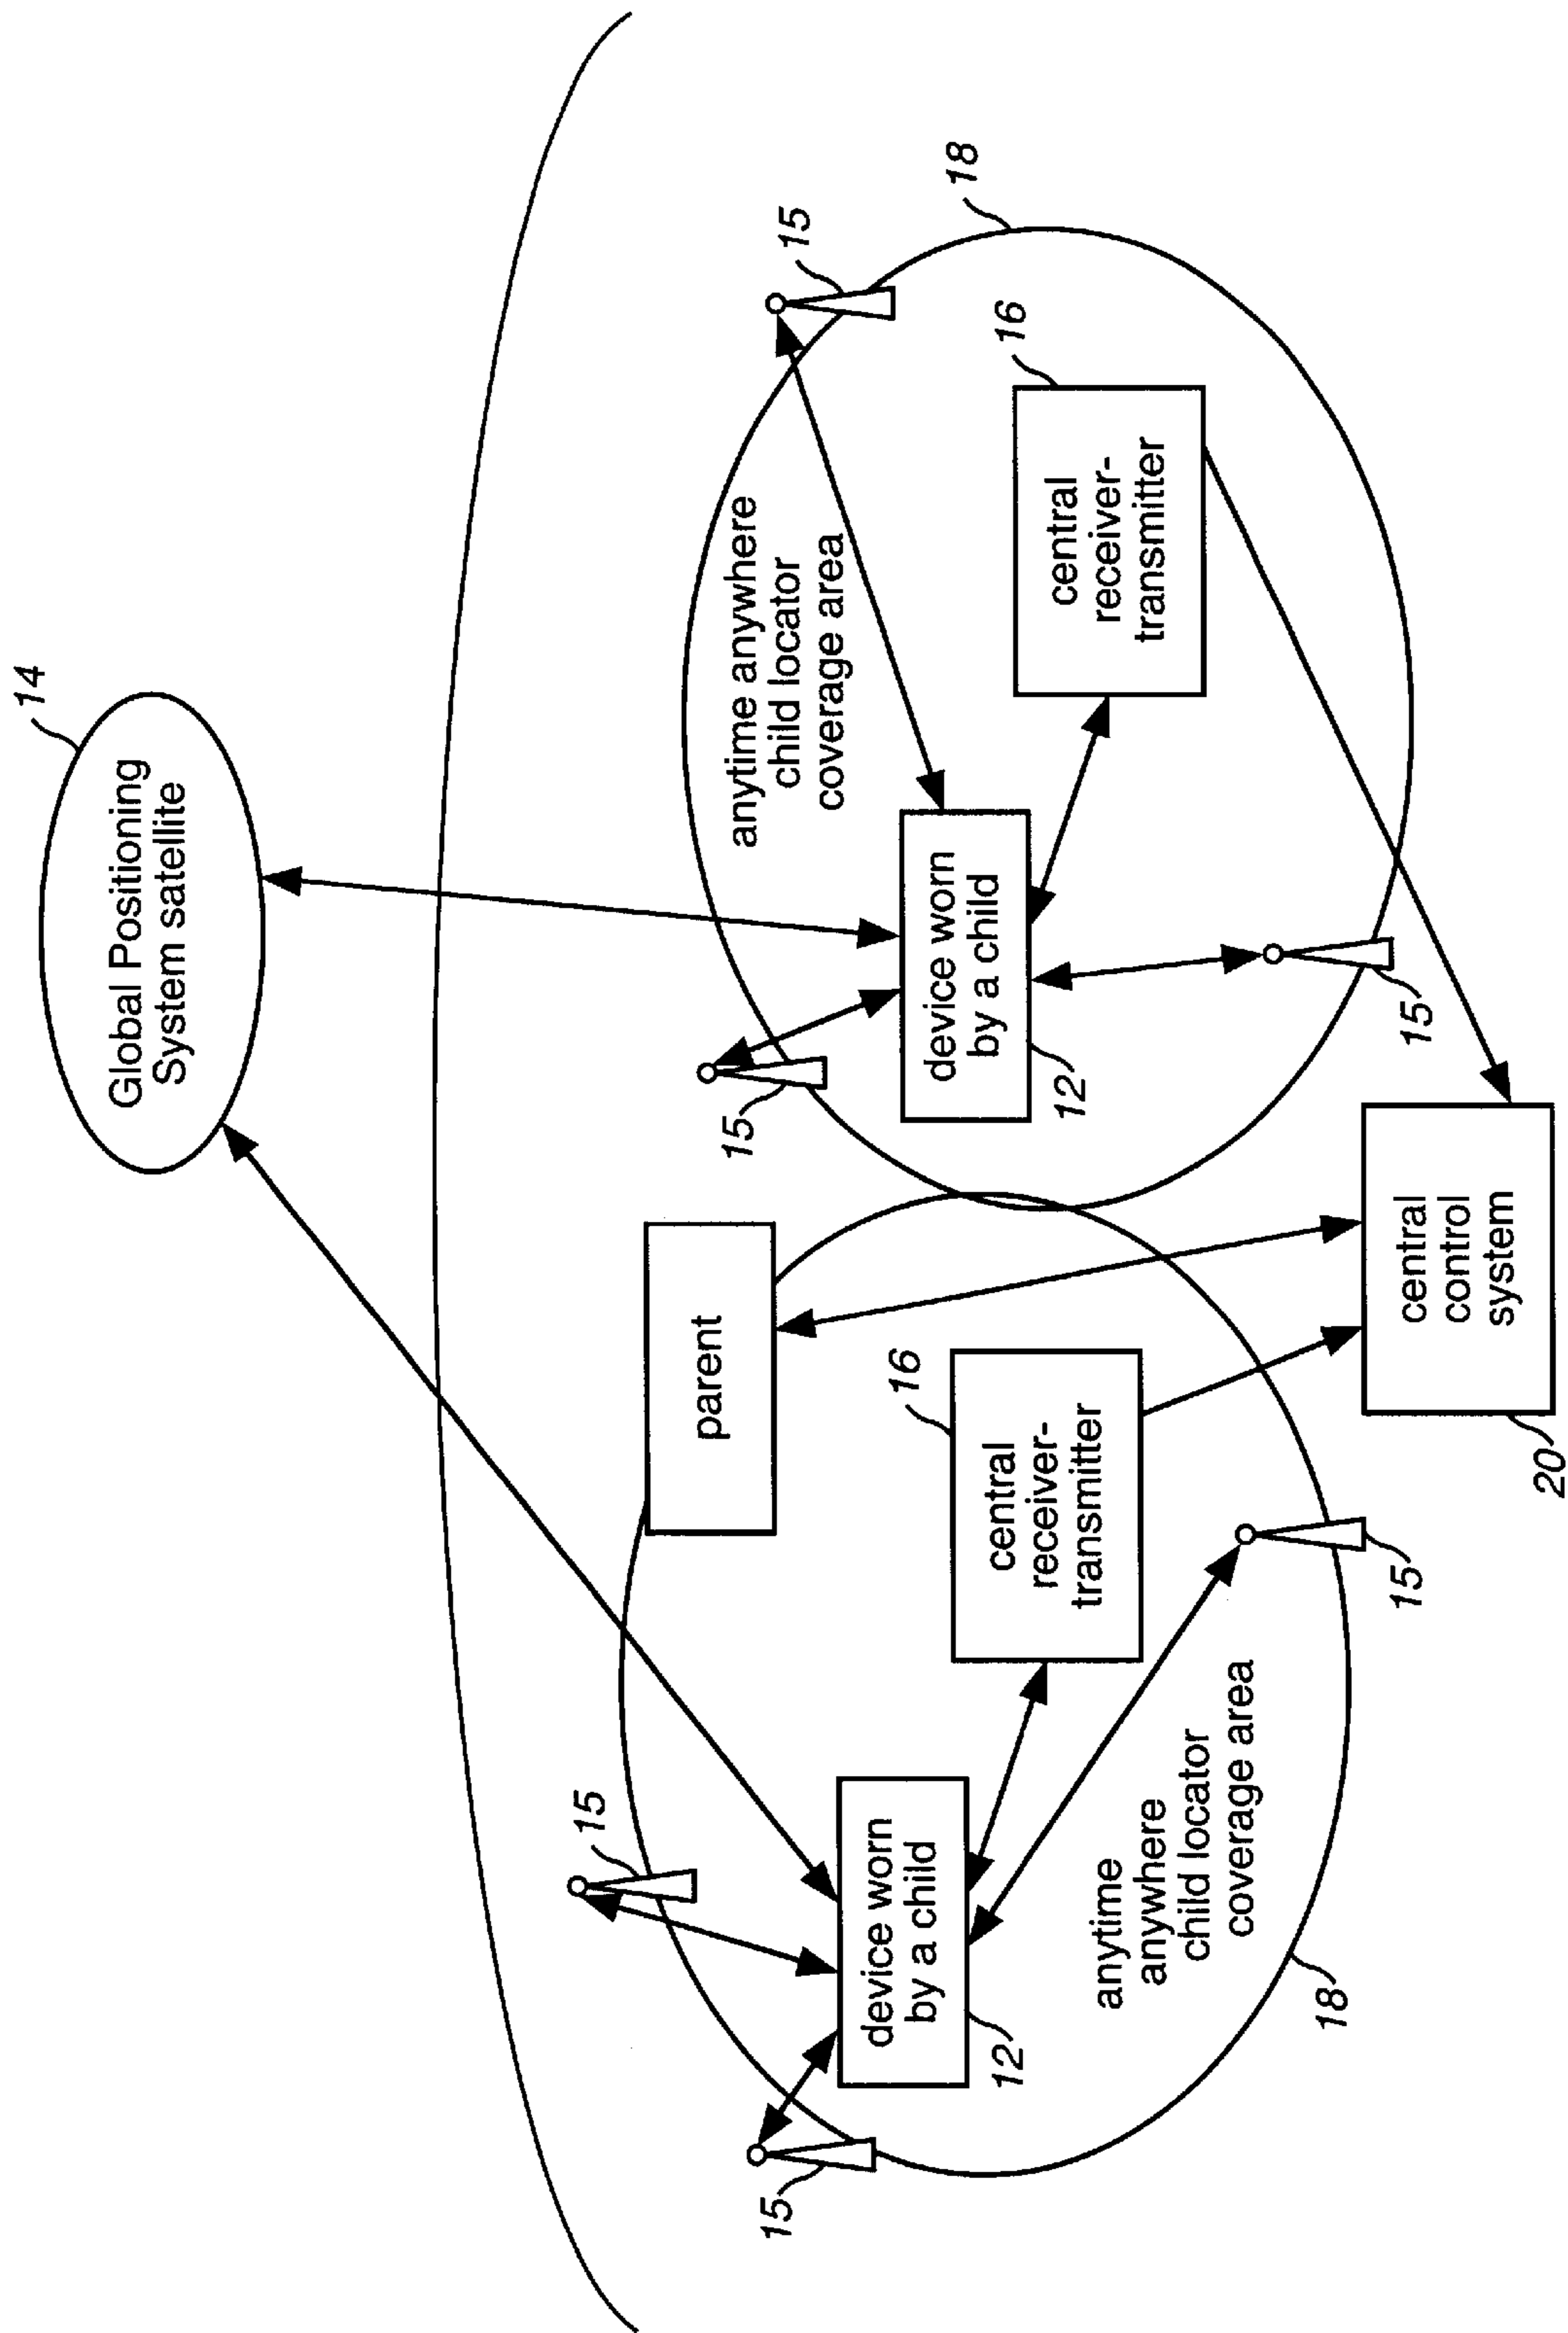 14
Global Positioning
System satellite
15
18
15
anytime anywhere
child locator
coverage area
16
central
receiver-
transmitter
device worn
by a child
12
15
15
parent
16
central
receiver-
transmitter
15
15
device worn
by a child
12
anytime
anywhere
child locator
coverage area
15
18
central
control
system
20